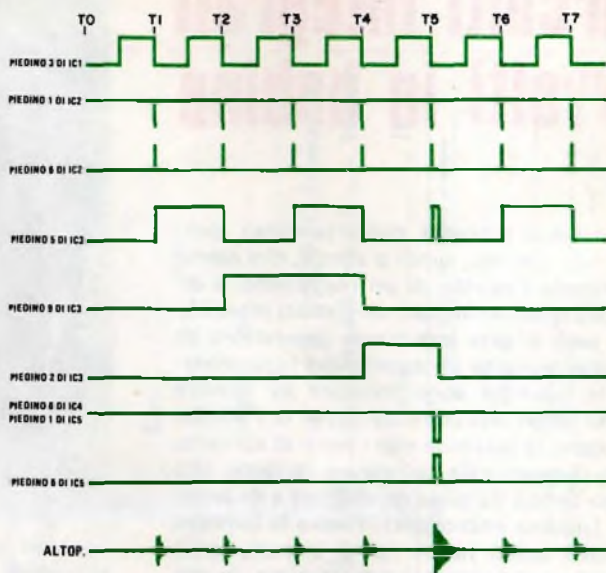 T0 T1 T2 T3 T4 T5 T6 T7
PIEDINO 3 DI IC1
PIEDINO 1 DI IC2
PIEDINO 6 DI IC2
PIEDINO 5 DI IC3
PIEDINO 9 DI IC3
PIEDINO 2 DI IC3
PIEDINO 6 DI IC4
PIEDINO 1 DI IC5
PIEDINO 6 DI IC5
ALTOP.